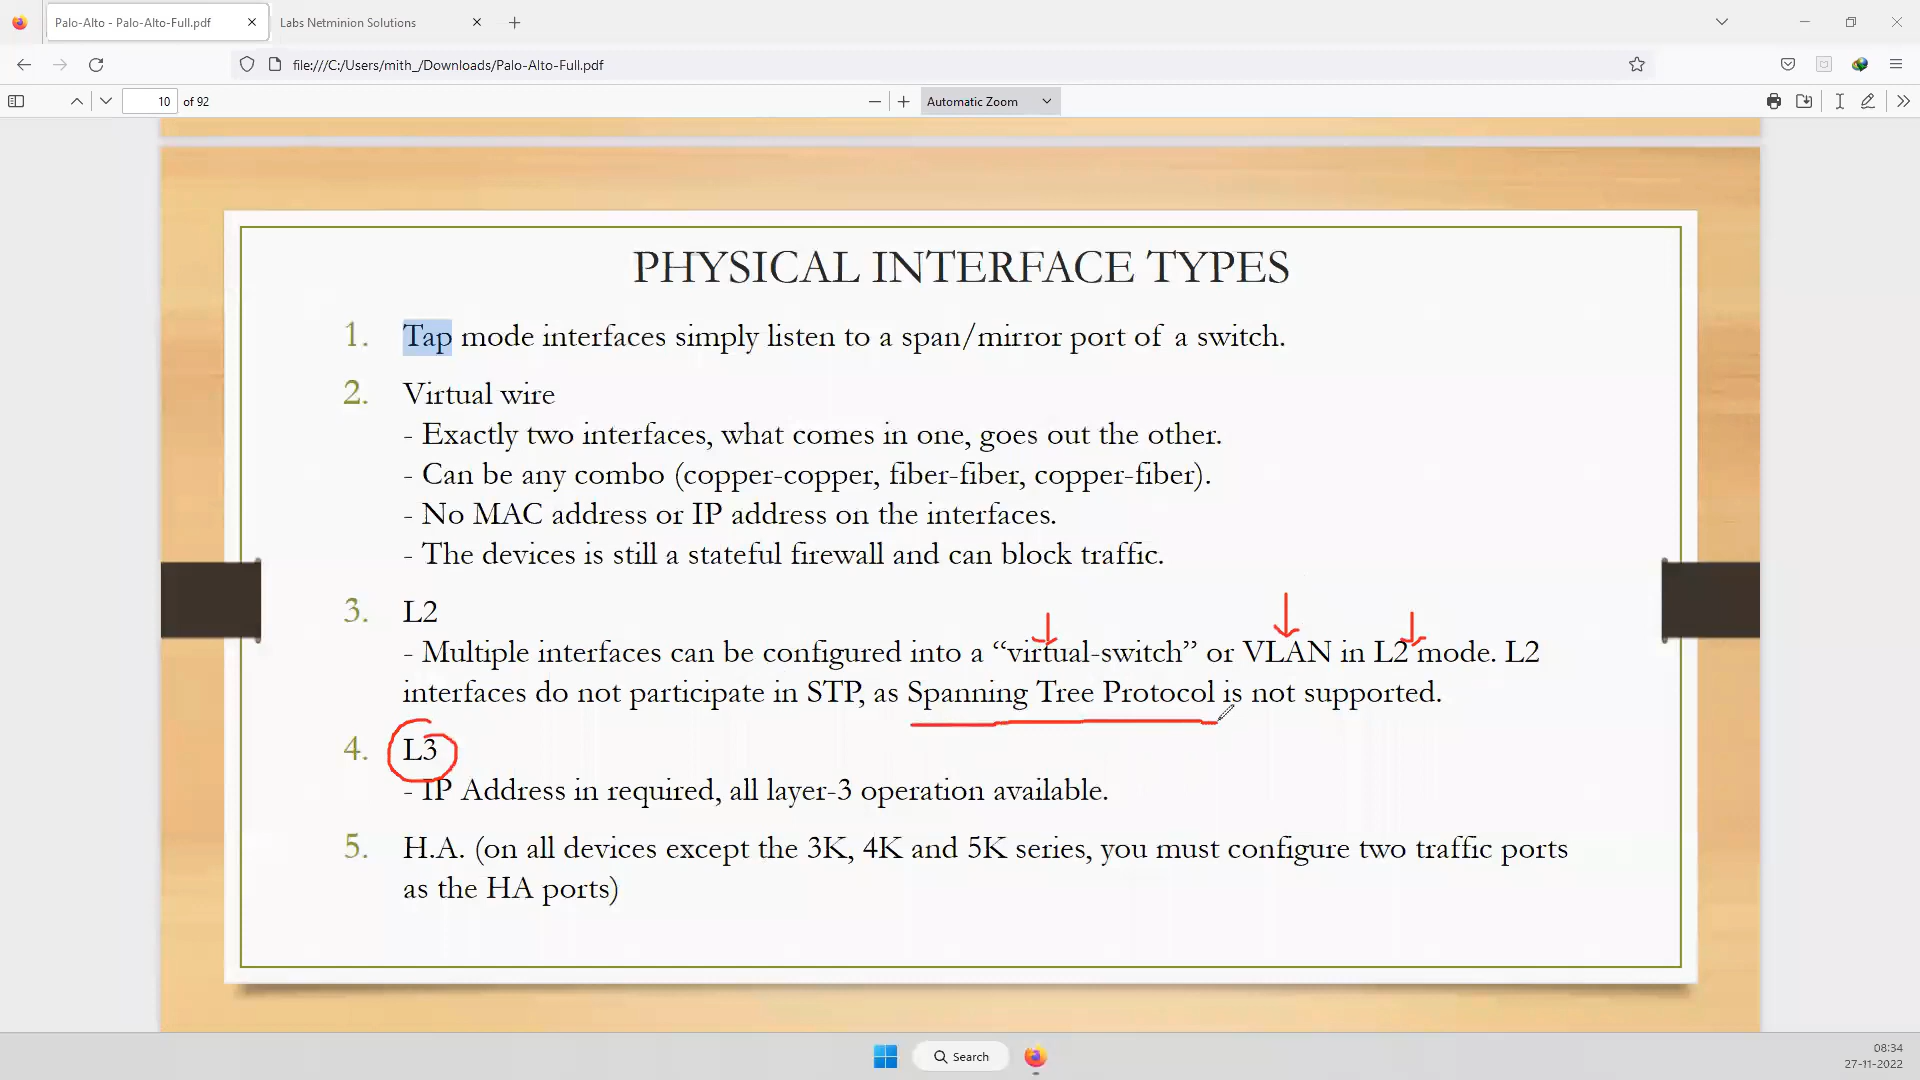 Palo-Alto - Palo-Alto-Full.pdf
Labs Netminion Solutions
file:///C:/Users/mith_/Downloads/Palo-Alto-Full.pdf
10 of 92
Automatic Zoom
PHYSICAL INTERFACE TYPES
1. Tap mode interfaces simply listen to a span/mirror port of a switch.
2. Virtual wire
- Exactly two interfaces, what comes in one, goes out the other.
- Can be any combo (copper-copper, fiber-fiber, copper-fiber).
- No MAC address or IP address on the interfaces.
- The devices is still a stateful firewall and can block traffic.
3. L2
- Multiple interfaces can be configured into a “virtual-switch” or VLAN in L2 mode. L2
interfaces do not participate in STP, as Spanning Tree Protocol is not supported.
4. L3
- IP Address in required, all layer-3 operation available.
5. H.A. (on all devices except the 3K, 4K and 5K series, you must configure two traffic ports
as the HA ports)
Search
08:34
27-11-2022